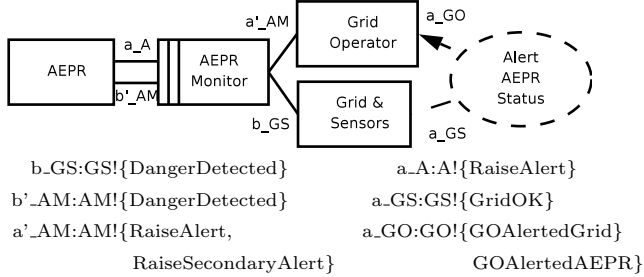 a'_AM
Grid
Operator
a_GO
AEPR
a_A
b'_AM
AEPR
Monitor
b_GS
Grid &
Sensors
a_GS
Alert
AEPR
Status
b_GS:GS!{DangerDetected}
a_A:A!{RaiseAlert}
b’_AM:AM!{DangerDetected}
a_GS:GS!{GridOK}
a’_AM:AM!{RaiseAlert,
a_GO:GO!{GOAlertedGrid}
RaiseSecondaryAlert}
GOAlertedAEPR}